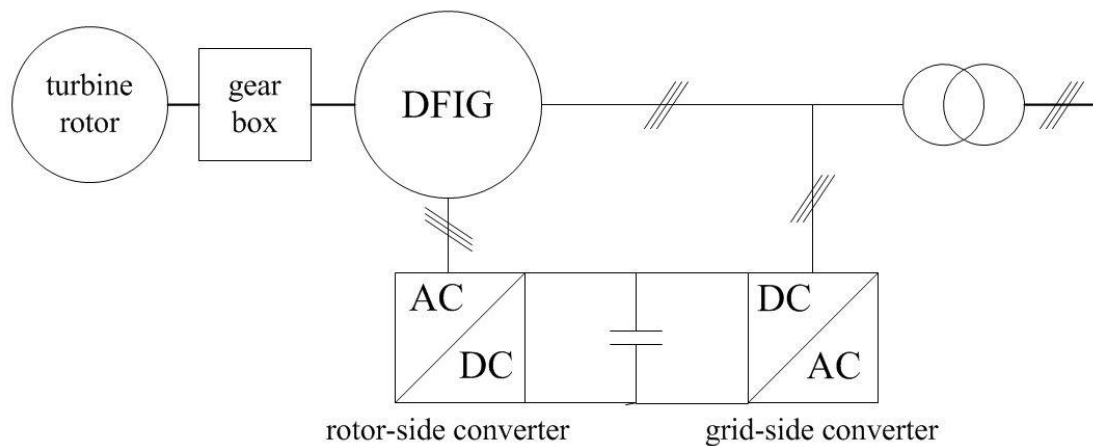 turbine
rotor
gear
box
DFIG
AC
DC
DC
AC
rotor-side converter
grid-side converter